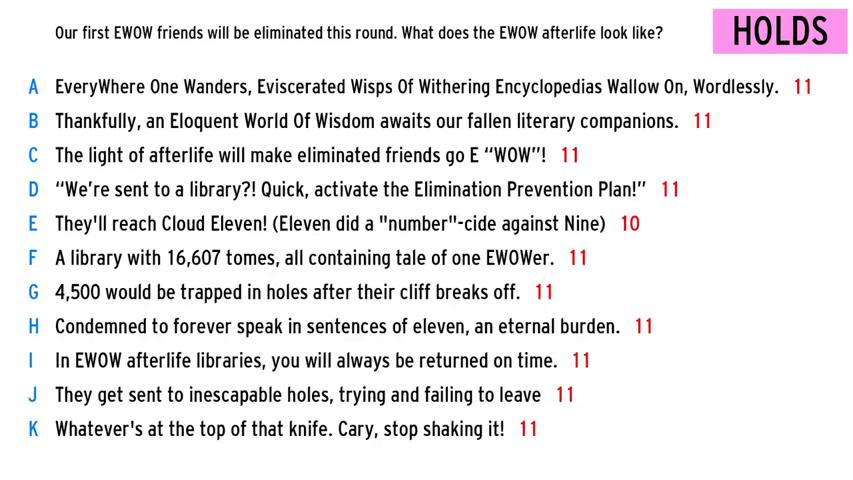 Our first EWOW friends will be eliminated this round. What does the EWOW afterlife look like?
HOLDS
A EveryWhere One Wanders, Eviscerated Wisps Of Withering Encyclopedias Wallow On, Wordlessly. 11
B Thankfully, an Eloquent World Of Wisdom awaits our fallen literary companions. 11
C The light of afterlife will make eliminated friends go E “WOW”! 11
D “We’re sent to a library?! Quick, activate the Elimination Prevention Plan!” 11
E They'll reach Cloud Eleven! (Eleven did a "number"-cide against Nine) 10
F A library with 16,607 tomes, all containing tale of one EWOWer. 11
G 4,500 would be trapped in holes after their cliff breaks off. 11
H Condemned to forever speak in sentences of eleven, an eternal burden. 11
I In EWOW afterlife libraries, you will always be returned on time. 11
J They get sent to inescapable holes, trying and failing to leave 11
K Whatever's at the top of that knife. Cary, stop shaking it! 11